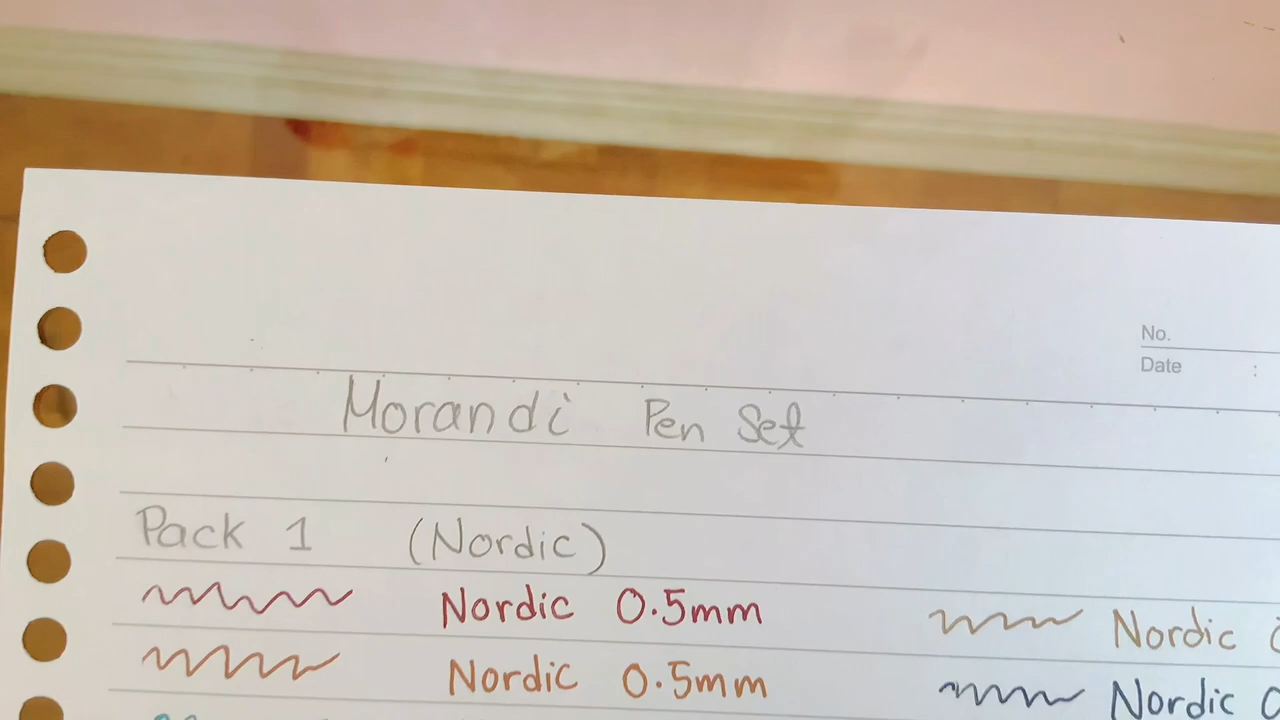 No.
Date :
Morandi Pen Set
Pack 1 (Nordic)
Nordic 0.5mm Nordic
Nordic 0.5mm Nordic